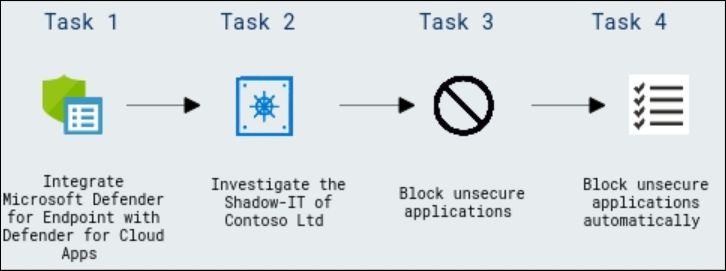 Task 1
Task 2
Task 3
Task 4
Integrate
Microsoft Defender
for Endpoint with
Defender for Cloud
Apps
Investigate the
Shadow-IT of
Contoso Ltd
Block unsecure
applications
Block unsecure
applications
automatically